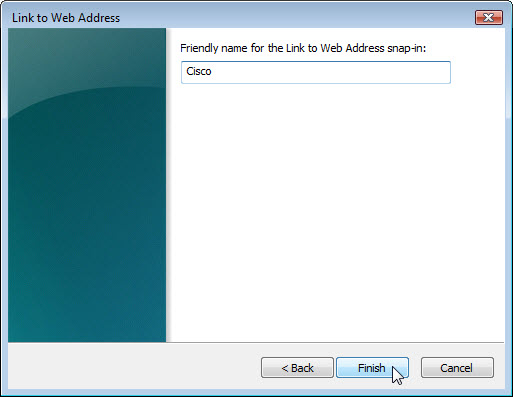 Link to Web Address
Friendly name for the Link to Web Address snap-in:
Cisco
< Back
Finish
Cancel